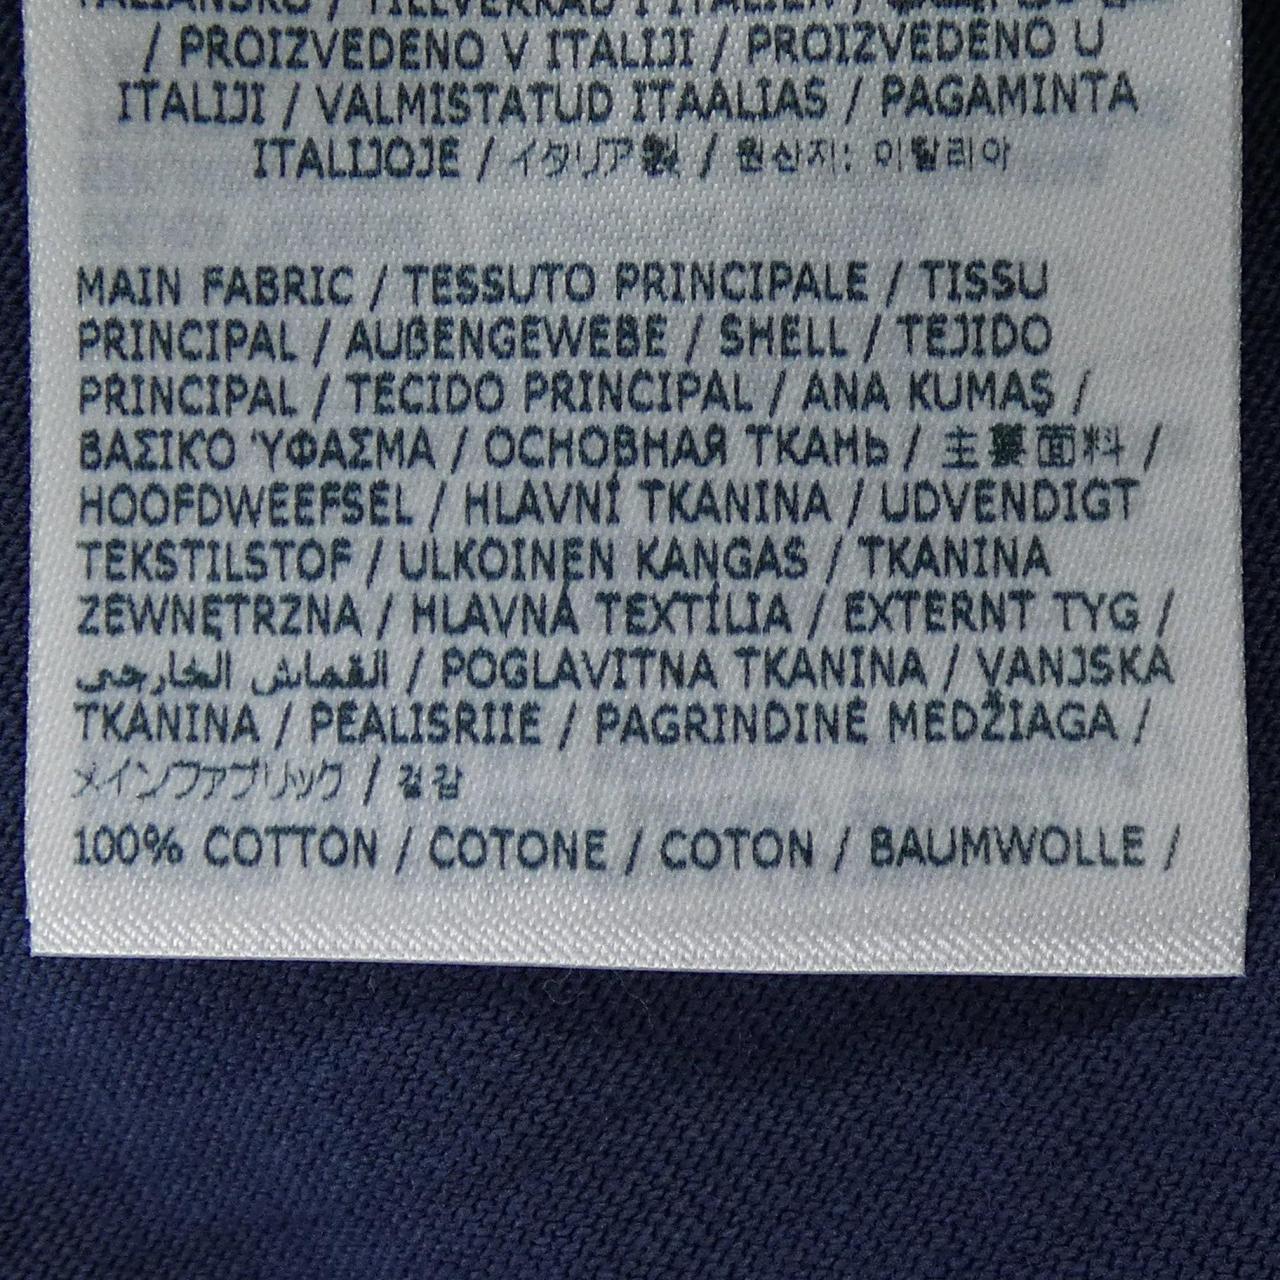 TILLVERKAD I ITALIEN /
/ PROIZVEDENO V ITALIJI / PROIZVEDENO U
ITALIJI / VALMISTATUD ITAALIAS / PAGAMINTA
ITALIJOJE / イタリア製 / 원산지: 이탈리아
MAIN FABRIC / TESSUTO PRINCIPALE / TISSU
PRINCIPAL / AUßENGEWEBE / SHELL / TEJIDO
PRINCIPAL / TECIDO PRINCIPAL / ANA KUMAŞ /
ΒΑΣΙΚΟ ΎΦΑΣΜΑ / ОСНОВНАЯ ТКАНЬ / 主要面料 /
HOOFDWEEFSEL / HLAVNÍ TKANINA / UDVENDIGT
TEKSTILSTOF / ULKOINEN KANGAS / TKANINA
ZEWNĘTRZNA / HLAVNÁ TEXTÍLIA / EXTERNT TYG /
القماش الخارجي / POGLAVITNA TKANINA / VANJSKA
TKANINA / PEALISRIIE / PAGRINDINĖ MEDŽIAGA /
メインファブリック / 겉감
100% COTTON / COTONE / COTON / BAUMWOLLE /